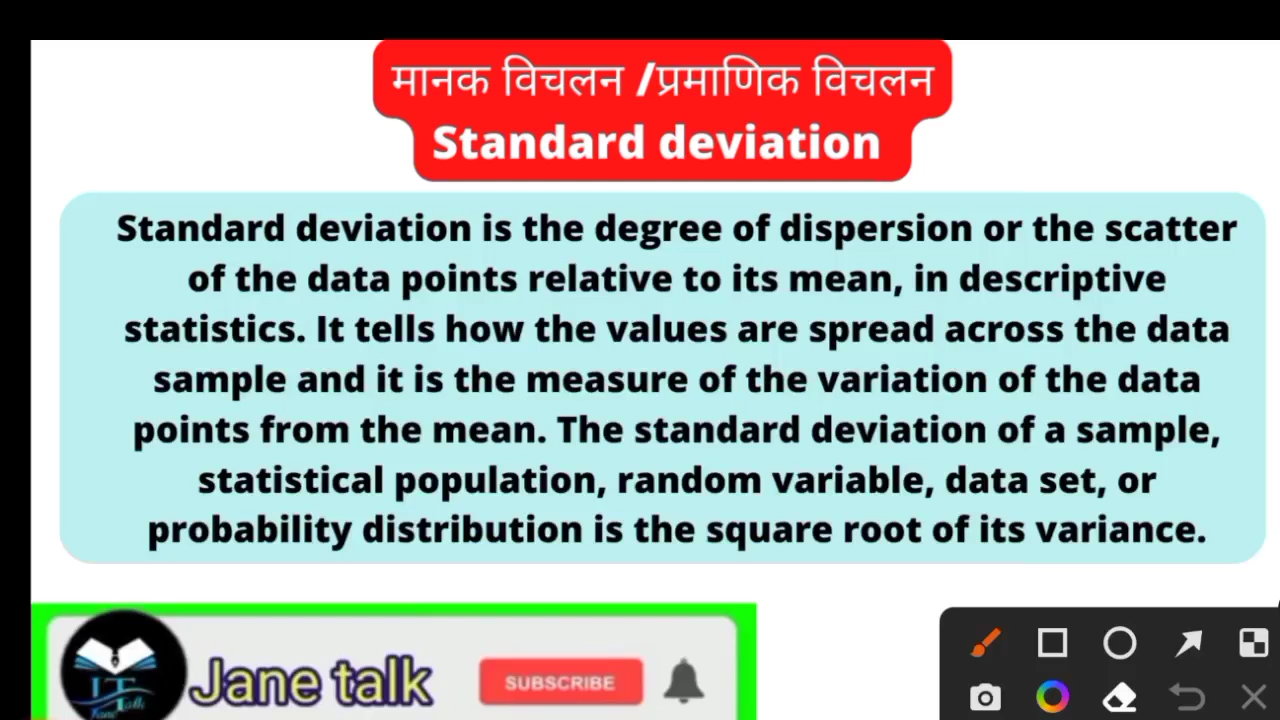 मानक विचलन /प्रमाणिक विचलन
Standard deviation
Standard deviation is the degree of dispersion or the scatter
of the data points relative to its mean, in descriptive
statistics. It tells how the values are spread across the data
sample and it is the measure of the variation of the data
points from the mean. The standard deviation of a sample,
statistical population, random variable, data set, or
probability distribution is the square root of its variance.
Jane talk
SUBSCRIBE